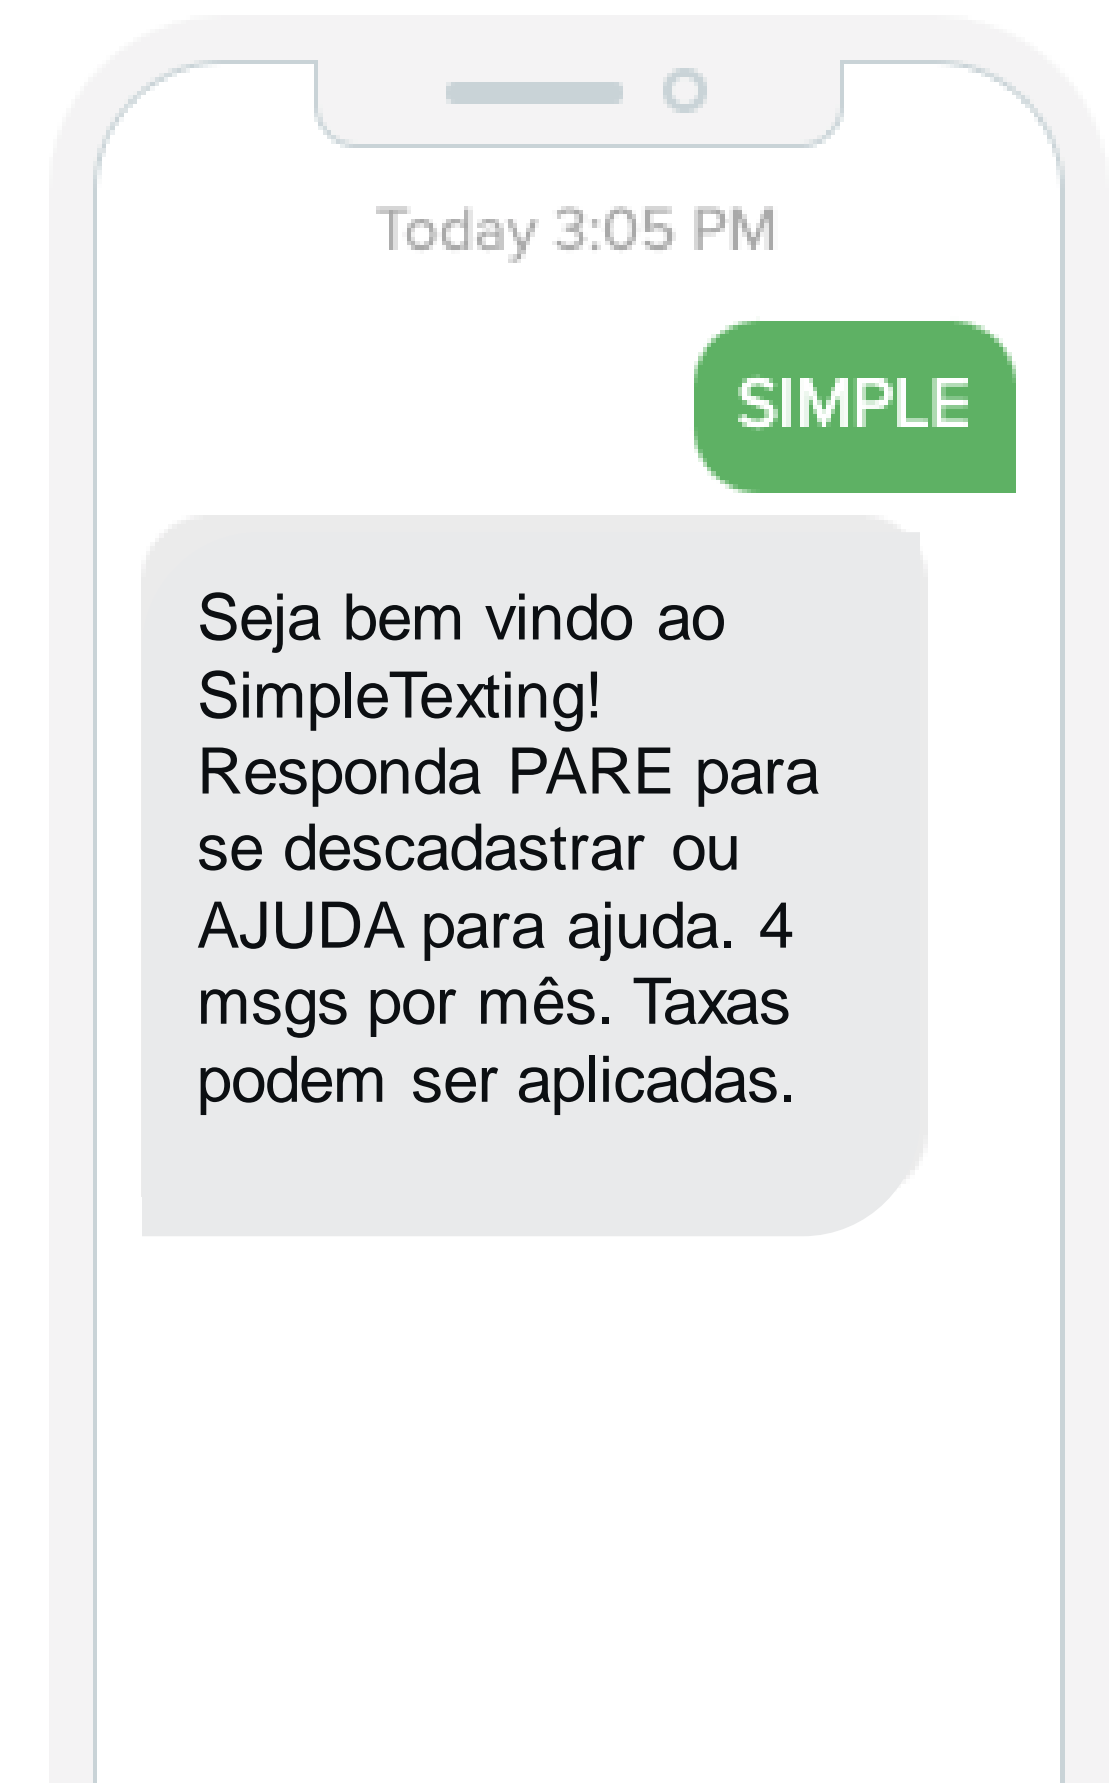 Today 3:05 PM
SIMPLE
Seja bem vindo ao
SimpleTexting!
Responda PARE para
se descadastrar ou
AJUDA para ajuda. 4
msgs por mês. Taxas
podem ser aplicadas.